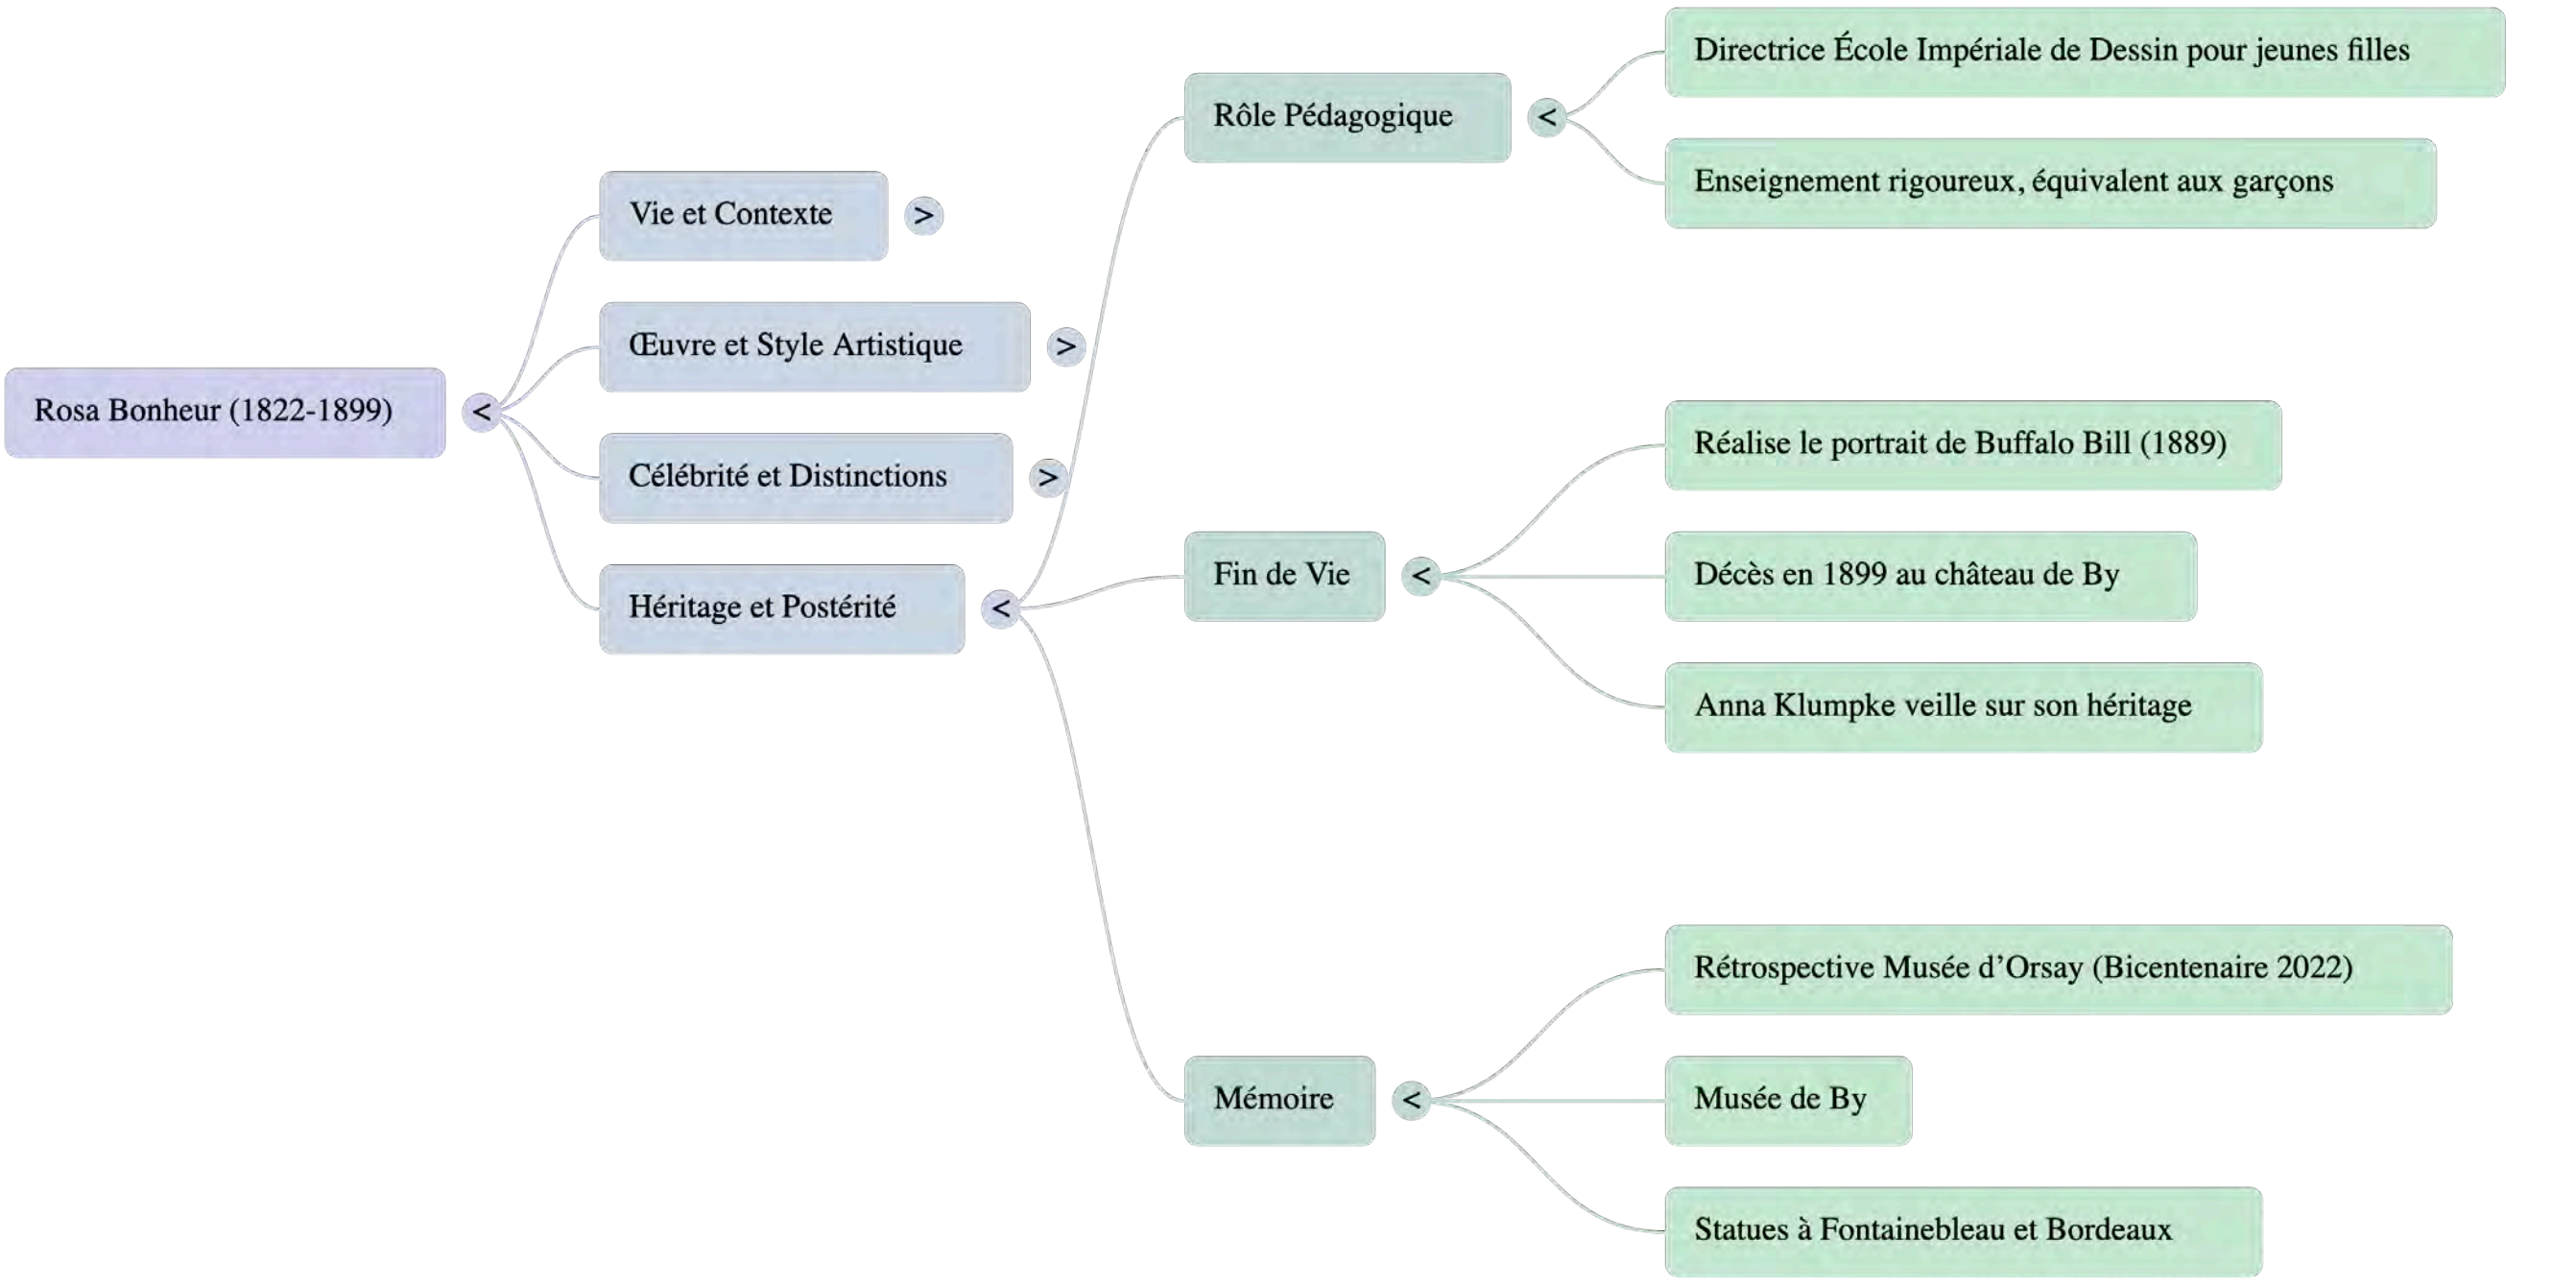 Rosa Bonheur (1822-1899)
<
Vie et Contexte
>
Œuvre et Style Artistique
>
Célébrité et Distinctions
>
Héritage et Postérité
<
Rôle Pédagogique
<
Directrice École Impériale de Dessin pour jeunes filles
Enseignement rigoureux, équivalent aux garçons
Fin de Vie
<
Réalise le portrait de Buffalo Bill (1889)
Décès en 1899 au château de By
Anna Klumpke veille sur son héritage
Mémoire
<
Rétrospective Musée d’Orsay (Bicentenaire 2022)
Musée de By
Statues à Fontainebleau et Bordeaux